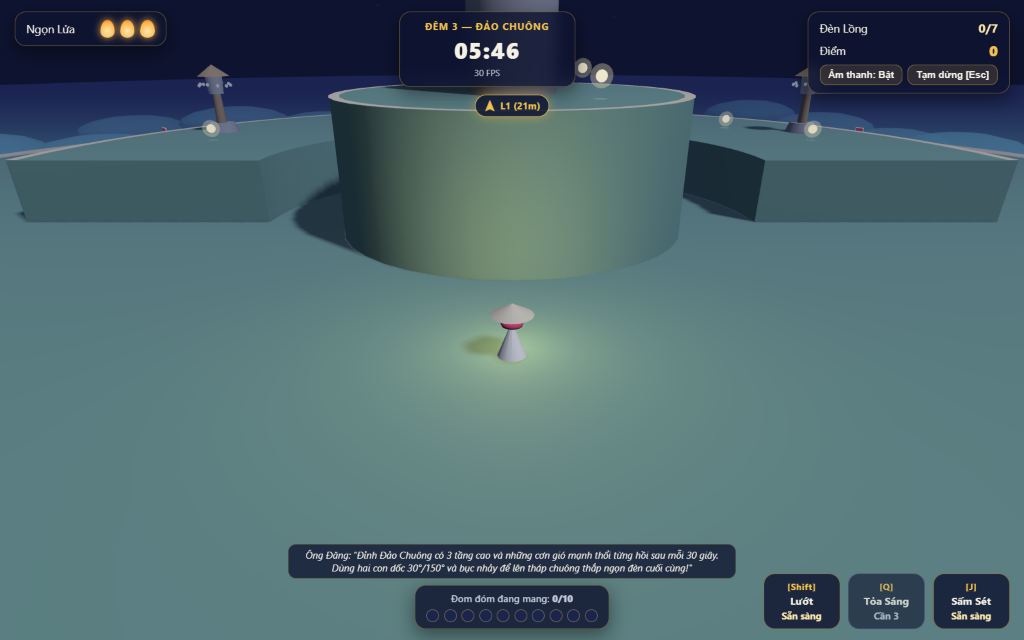 Ngọn Lửa
ĐÊM 3 — ĐẢO CHUÔNG
05:46
30 FPS
L1 (21m)
Đèn Lồng 0/7
Điểm 0
Âm thanh: Bật Tạm dừng [Esc]
Ông Đăng: "Đỉnh Đảo Chuông có 3 tầng cao và những cơn gió mạnh thổi từng hồi sau mỗi 30 giây.
Dùng hai con dốc 30°/150° và bục nhảy để lên tháp chuông thắp ngọn đèn cuối cùng!"
Đom đóm đang mang: 0/10
[Shift]
Lướt
Sẵn sàng
[Q]
Tỏa Sáng
Cần 3
[J]
Sấm Sét
Sẵn sàng